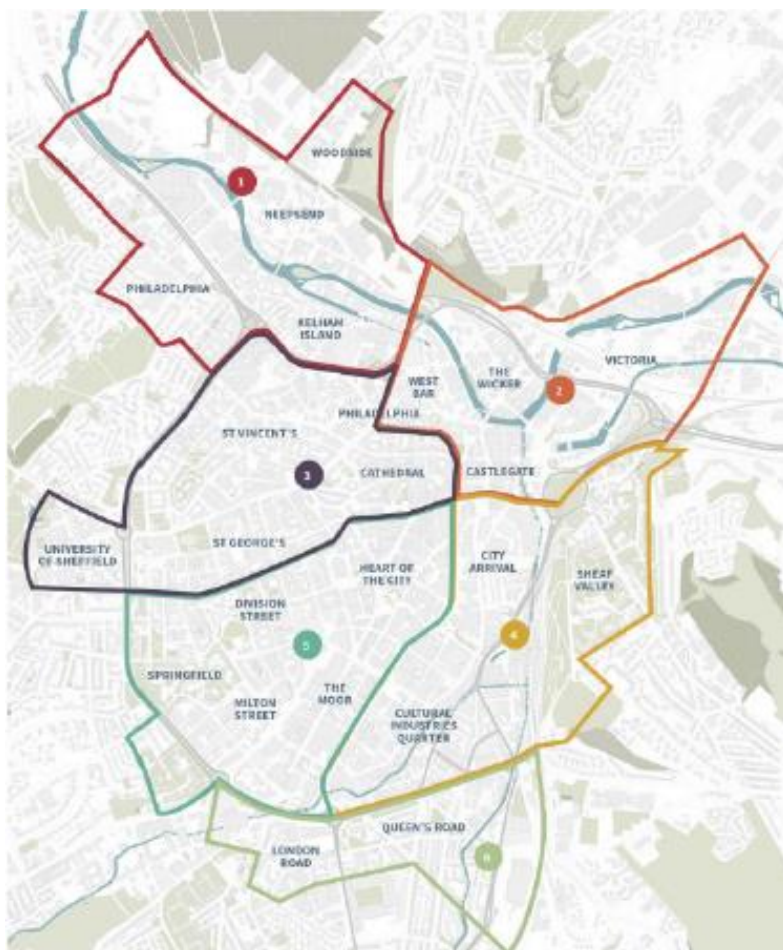 WOODSIDE
1
NEEPSEND
PHILADELPHIA
KELHAM
ISLAND
WEST
BAR
THE
WICKER
VICTORIA
2
PHILADELPHIA
ST VINCENT'S
CATHEDRAL
CASTLEGATE
3
ST GEORGE'S
UNIVERSITY
OF SHEFFIELD
HEART OF
THE CITY
CITY
ARRIVAL
SHEAF
VALLEY
DIVISION
STREET
5
4
SPRINGFIELD
THE
MOOR
MILTON
STREET
CULTURAL
INDUSTRIES
QUARTER
QUEEN'S ROAD
LONDON
ROAD
6